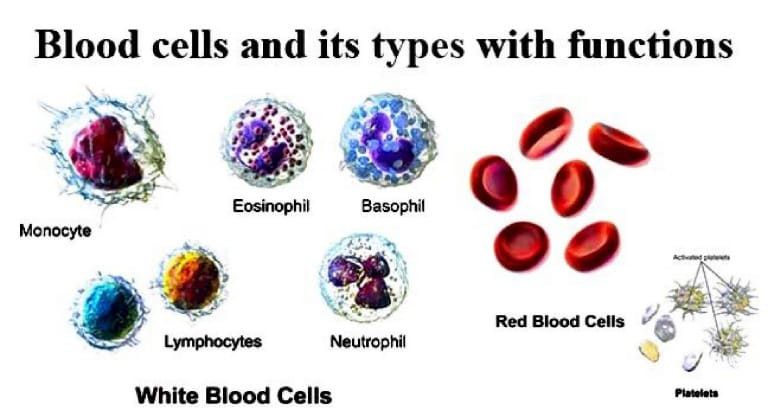 Blood cells and its types with functions
Monocyte
Eosinophil
Basophil
Lymphocytes
Neutrophil
White Blood Cells
Red Blood Cells
Activated platelets
Platelets